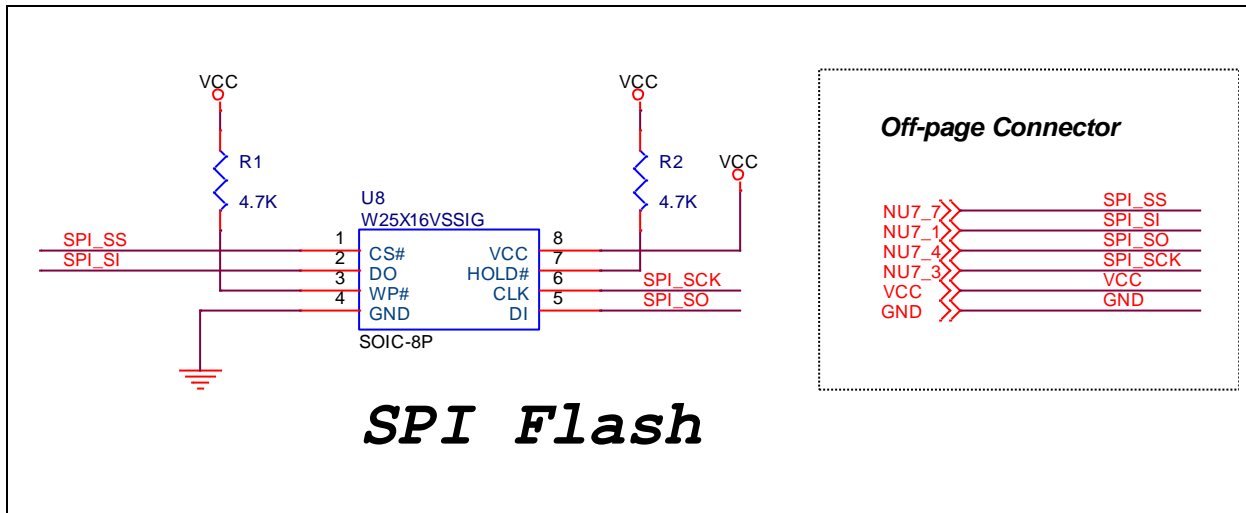 VCC
R1
4.7K
VCC
R2
4.7K
VCC
U8
W25X16VSSIG
SPI_SS
SPI_SI
1
2
3
4
CS#
DO
WP#
GND
VCC
HOLD#
CLK
DI
8
7
6
5
SPI_SCK
SPI_SO
SOIC-8P
SPI Flash
Off-page Connector
NU7_7 SPI_SS
NU7_1 SPI_SI
NU7_4 SPI_SO
NU7_3 SPI_SCK
VCC VCC
GND GND